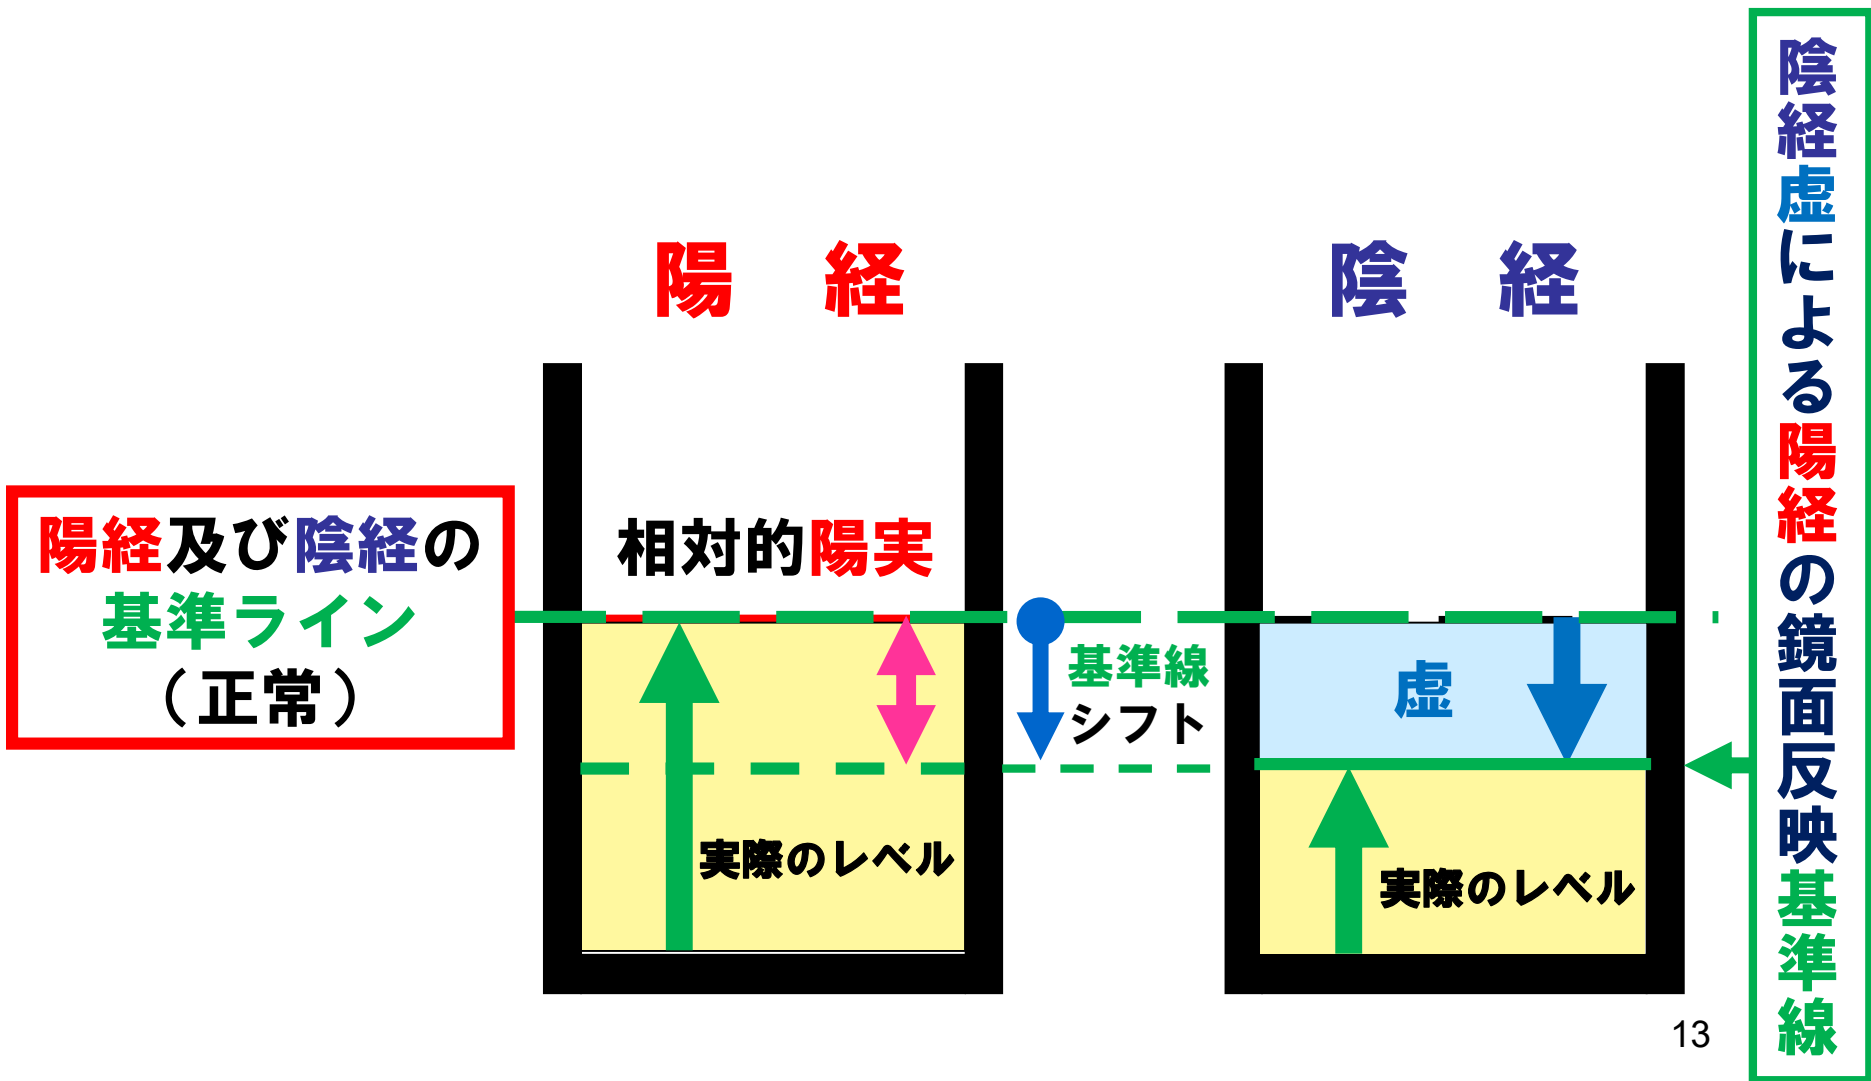 陽経
陰経
陽経及び陰経の
基準ライン
（正常）
相対的陽実
基準線
シフト
虚
実際のレベル
実際のレベル
陰経虚による陽経の鏡面反映基準線
13